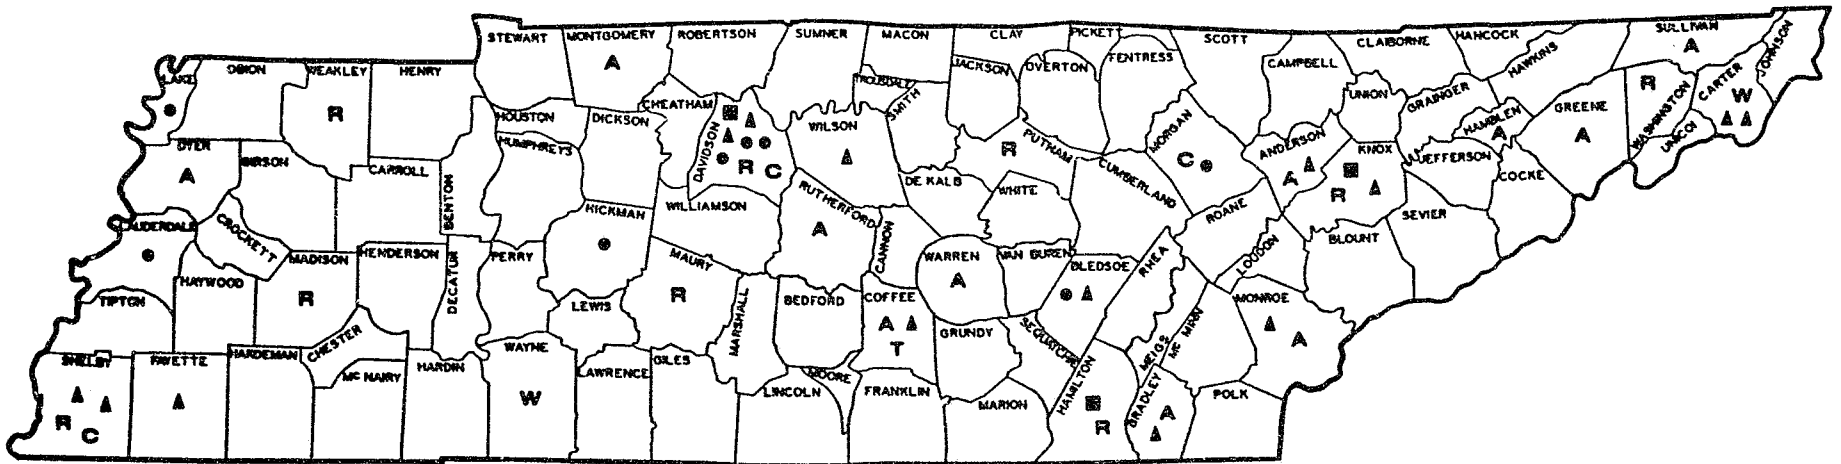 STEWART MONTGOMERY ROBERTSON SUMNER MACON CLAY PICKETT SCOTT CLAIBORNE HANCOCK SULLIVAN
LAKE OBION WEAKLEY HENRY TROUSDALE JACKSON OVERTON FENTRESS CAMPBELL HAWKINS JOHNSON
A A
HOUSTON CHEATHAM DICKSON SMITH UNION GRAINGER R CARTER W
R WILSON MORGAN ANDERSON HAMBLEN GREENE WASHINGTON
HUMPHREYS DAVIDSON R C R PUTNAM C KNOX A A UNICOI
DYER GIBSON CARROLL CUMBERLAND A JEFFERSON
A BENTON DE KALB WHITE R COCKE
LAUDERDALE CROCKETT HICKMAN WILLIAMSON RUTHERFORD ROANE SEVIER
A CANNON BLOUNT
MADISON HENDERSON DECATUR PERRY MAURY WARREN VAN BUREN BLEDSOE RHEA LOUDON
HAYWOOD A
TIPTON R LEWIS R MARSHALL BEDFORD COFFEE MONROE
A GRUNDY SEQUATCHIE MEIGS MC MINN A
SHELBY FAYETTE HARDEMAN CHESTER WAYNE T
MC NAIRY HARDIN LAWRENCE GILES MOORE
LINCOLN FRANKLIN MARION HAMILTON BRADLEY POLK
W A
R C R